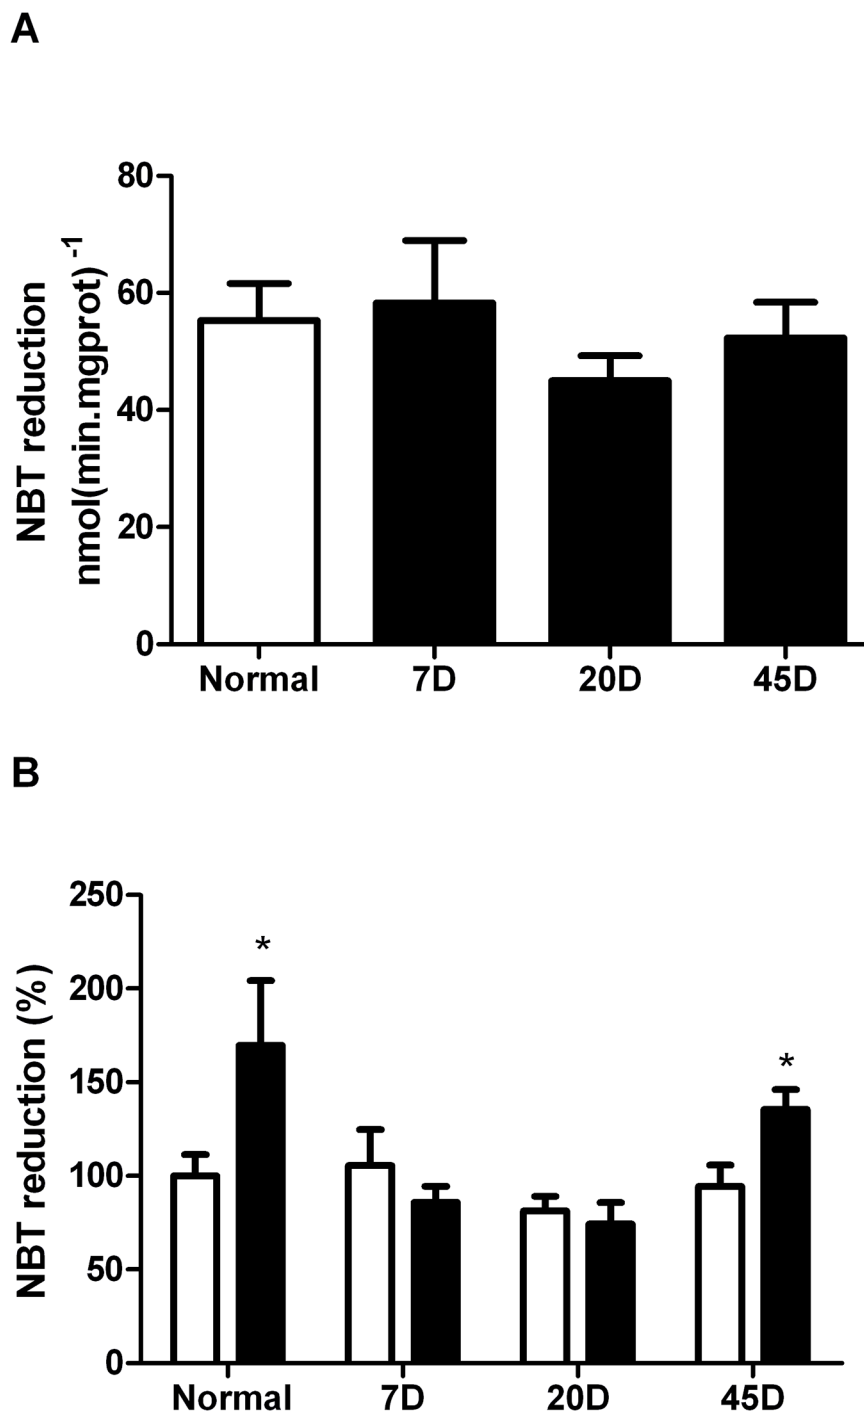 A
NBT reduction
nmol(min.mgprot) -1
80
60
40
20
0
Normal 7D 20D 45D
B
NBT reduction (%)
250
200
150
100
50
0
* *
Normal 7D 20D 45D